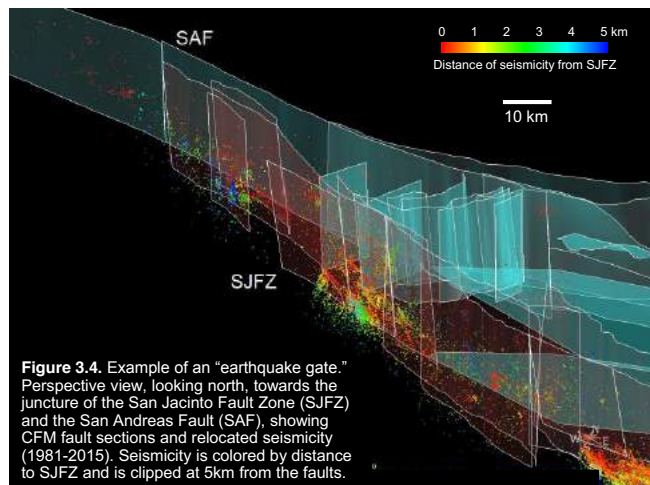 SAF
0 1 2 3 4 5 km
Distance of seismicity from SJFZ
10 km
SJFZ
Figure 3.4. Example of an “earthquake gate.”
Perspective view, looking north, towards the
juncture of the San Jacinto Fault Zone (SJFZ)
and the San Andreas Fault (SAF), showing
CFM fault sections and relocated seismicity
(1981-2015). Seismicity is colored by distance
to SJFZ and is clipped at 5km from the faults.
N
W
E